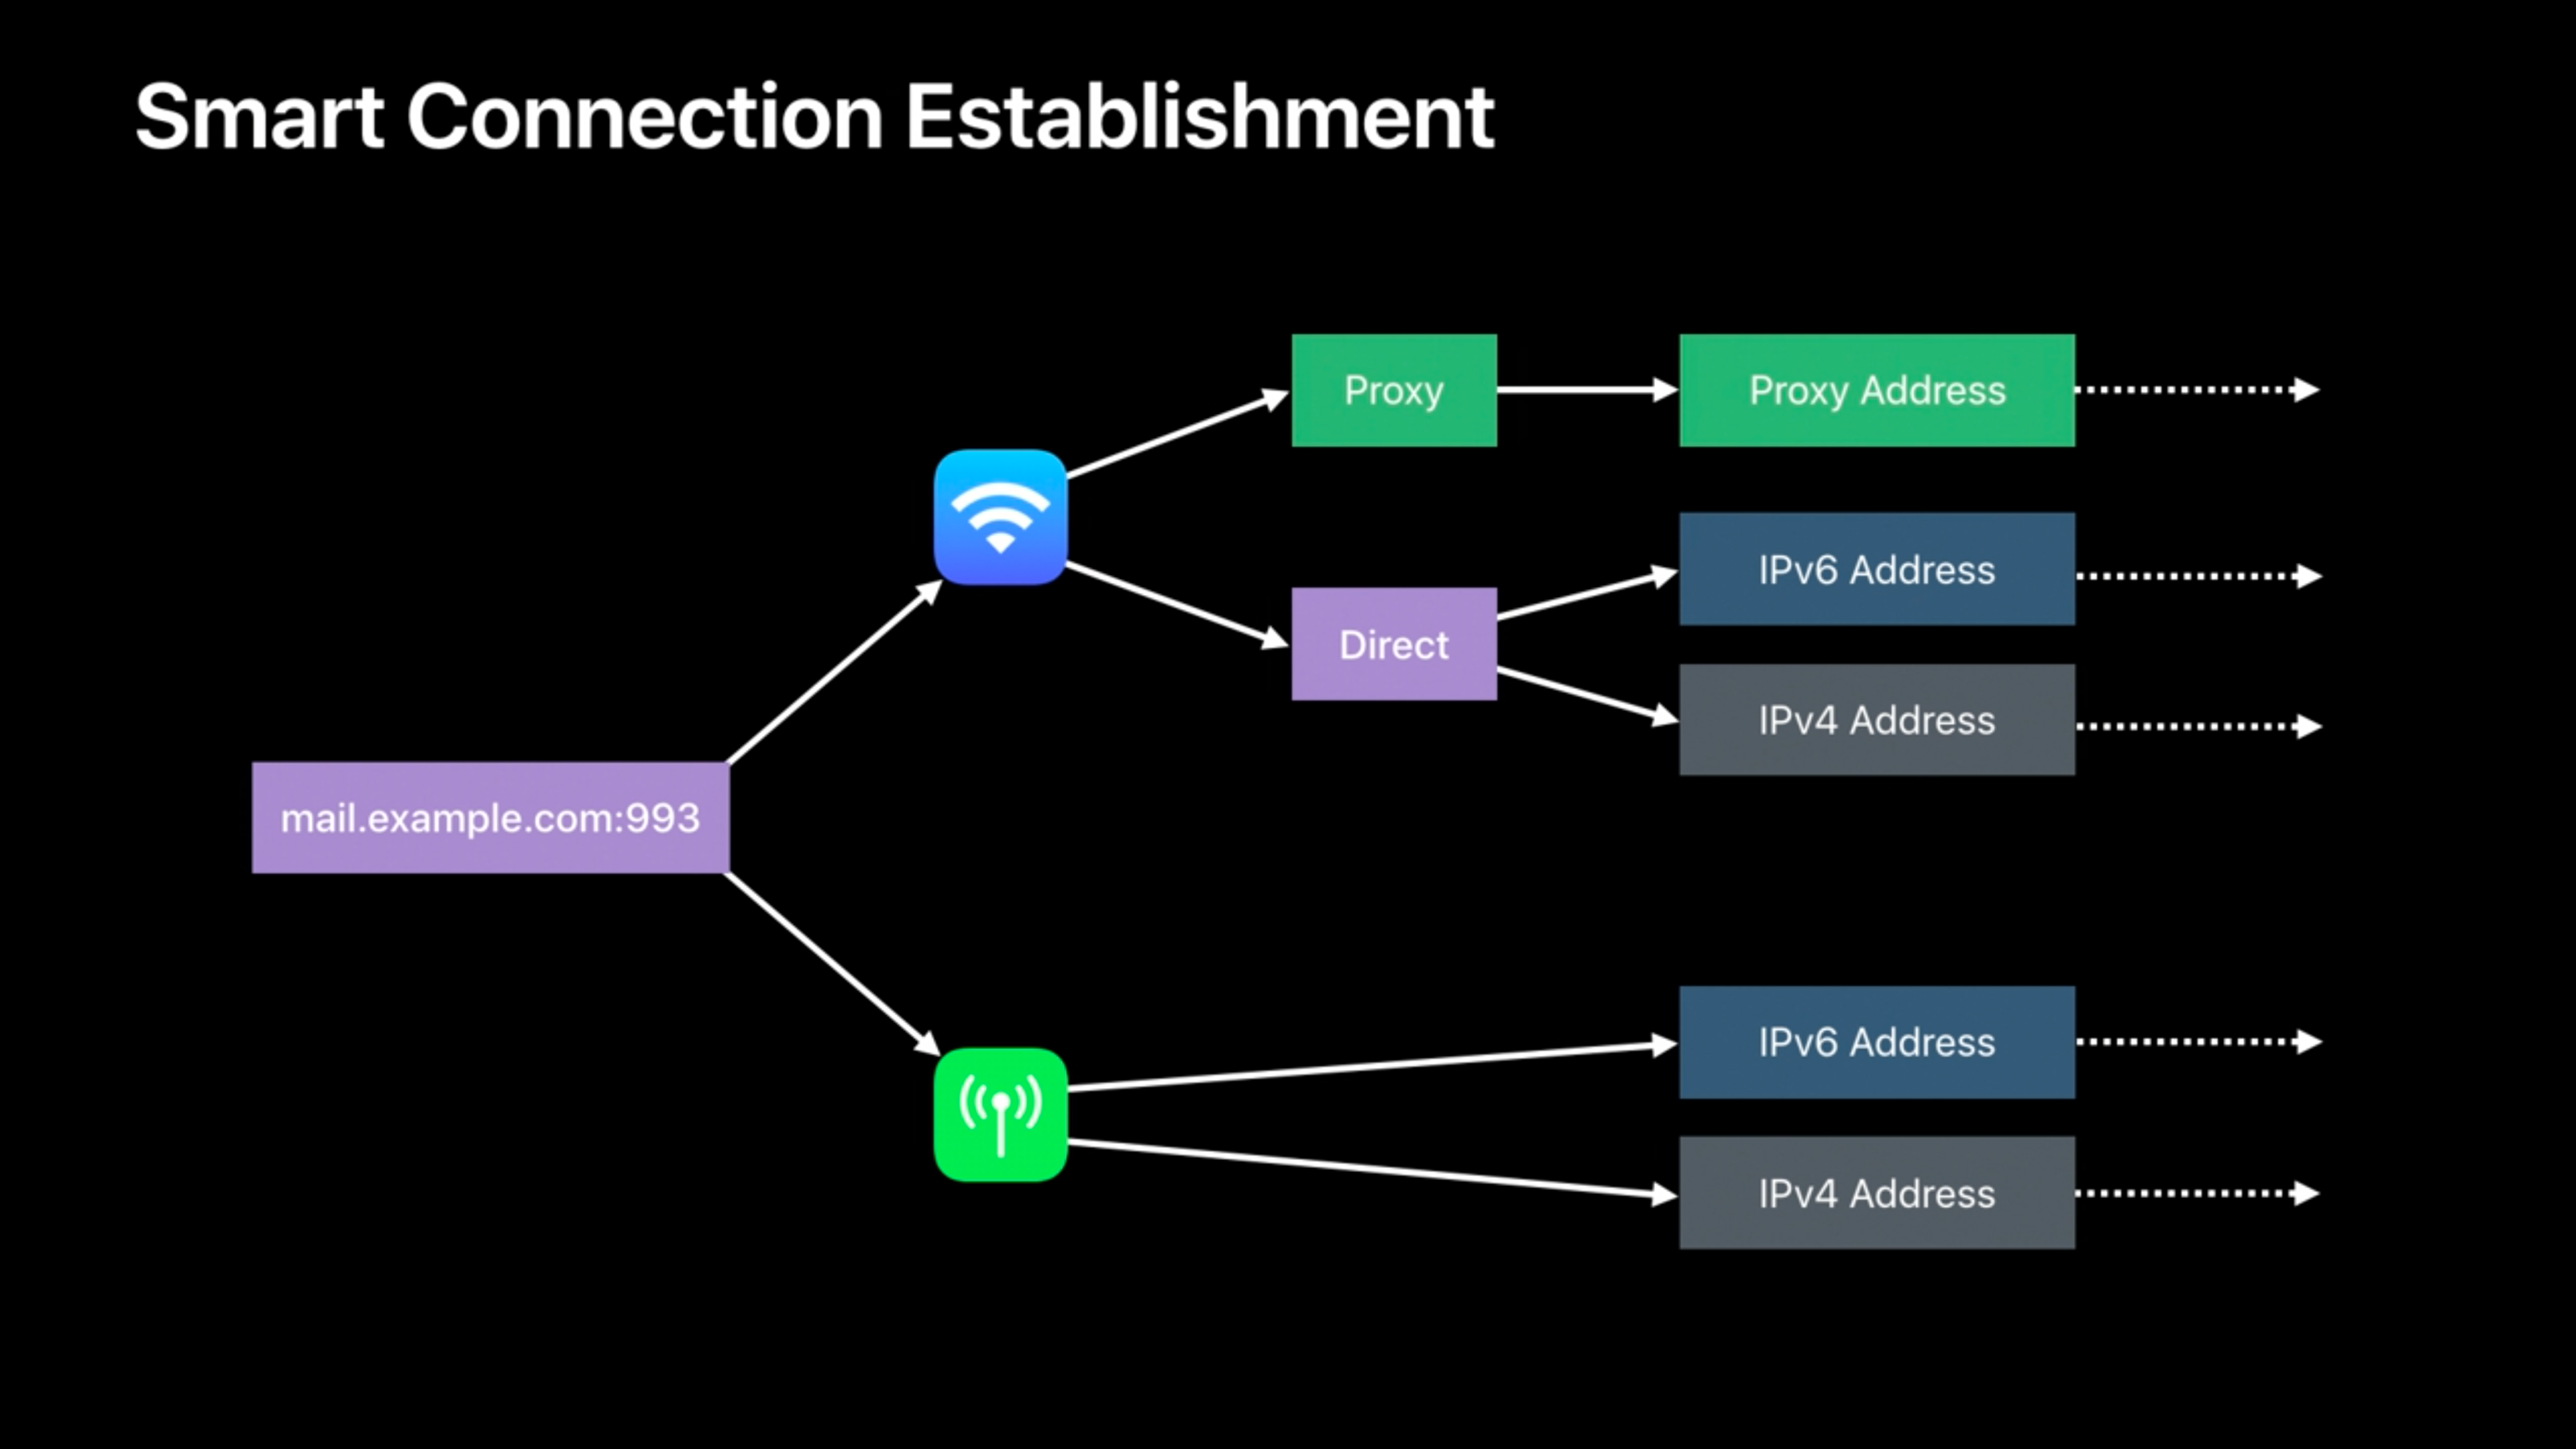 Smart Connection Establishment
Proxy
Proxy Address
IPv6 Address
Direct
IPv4 Address
mail.example.com:993
IPv6 Address
IPv4 Address